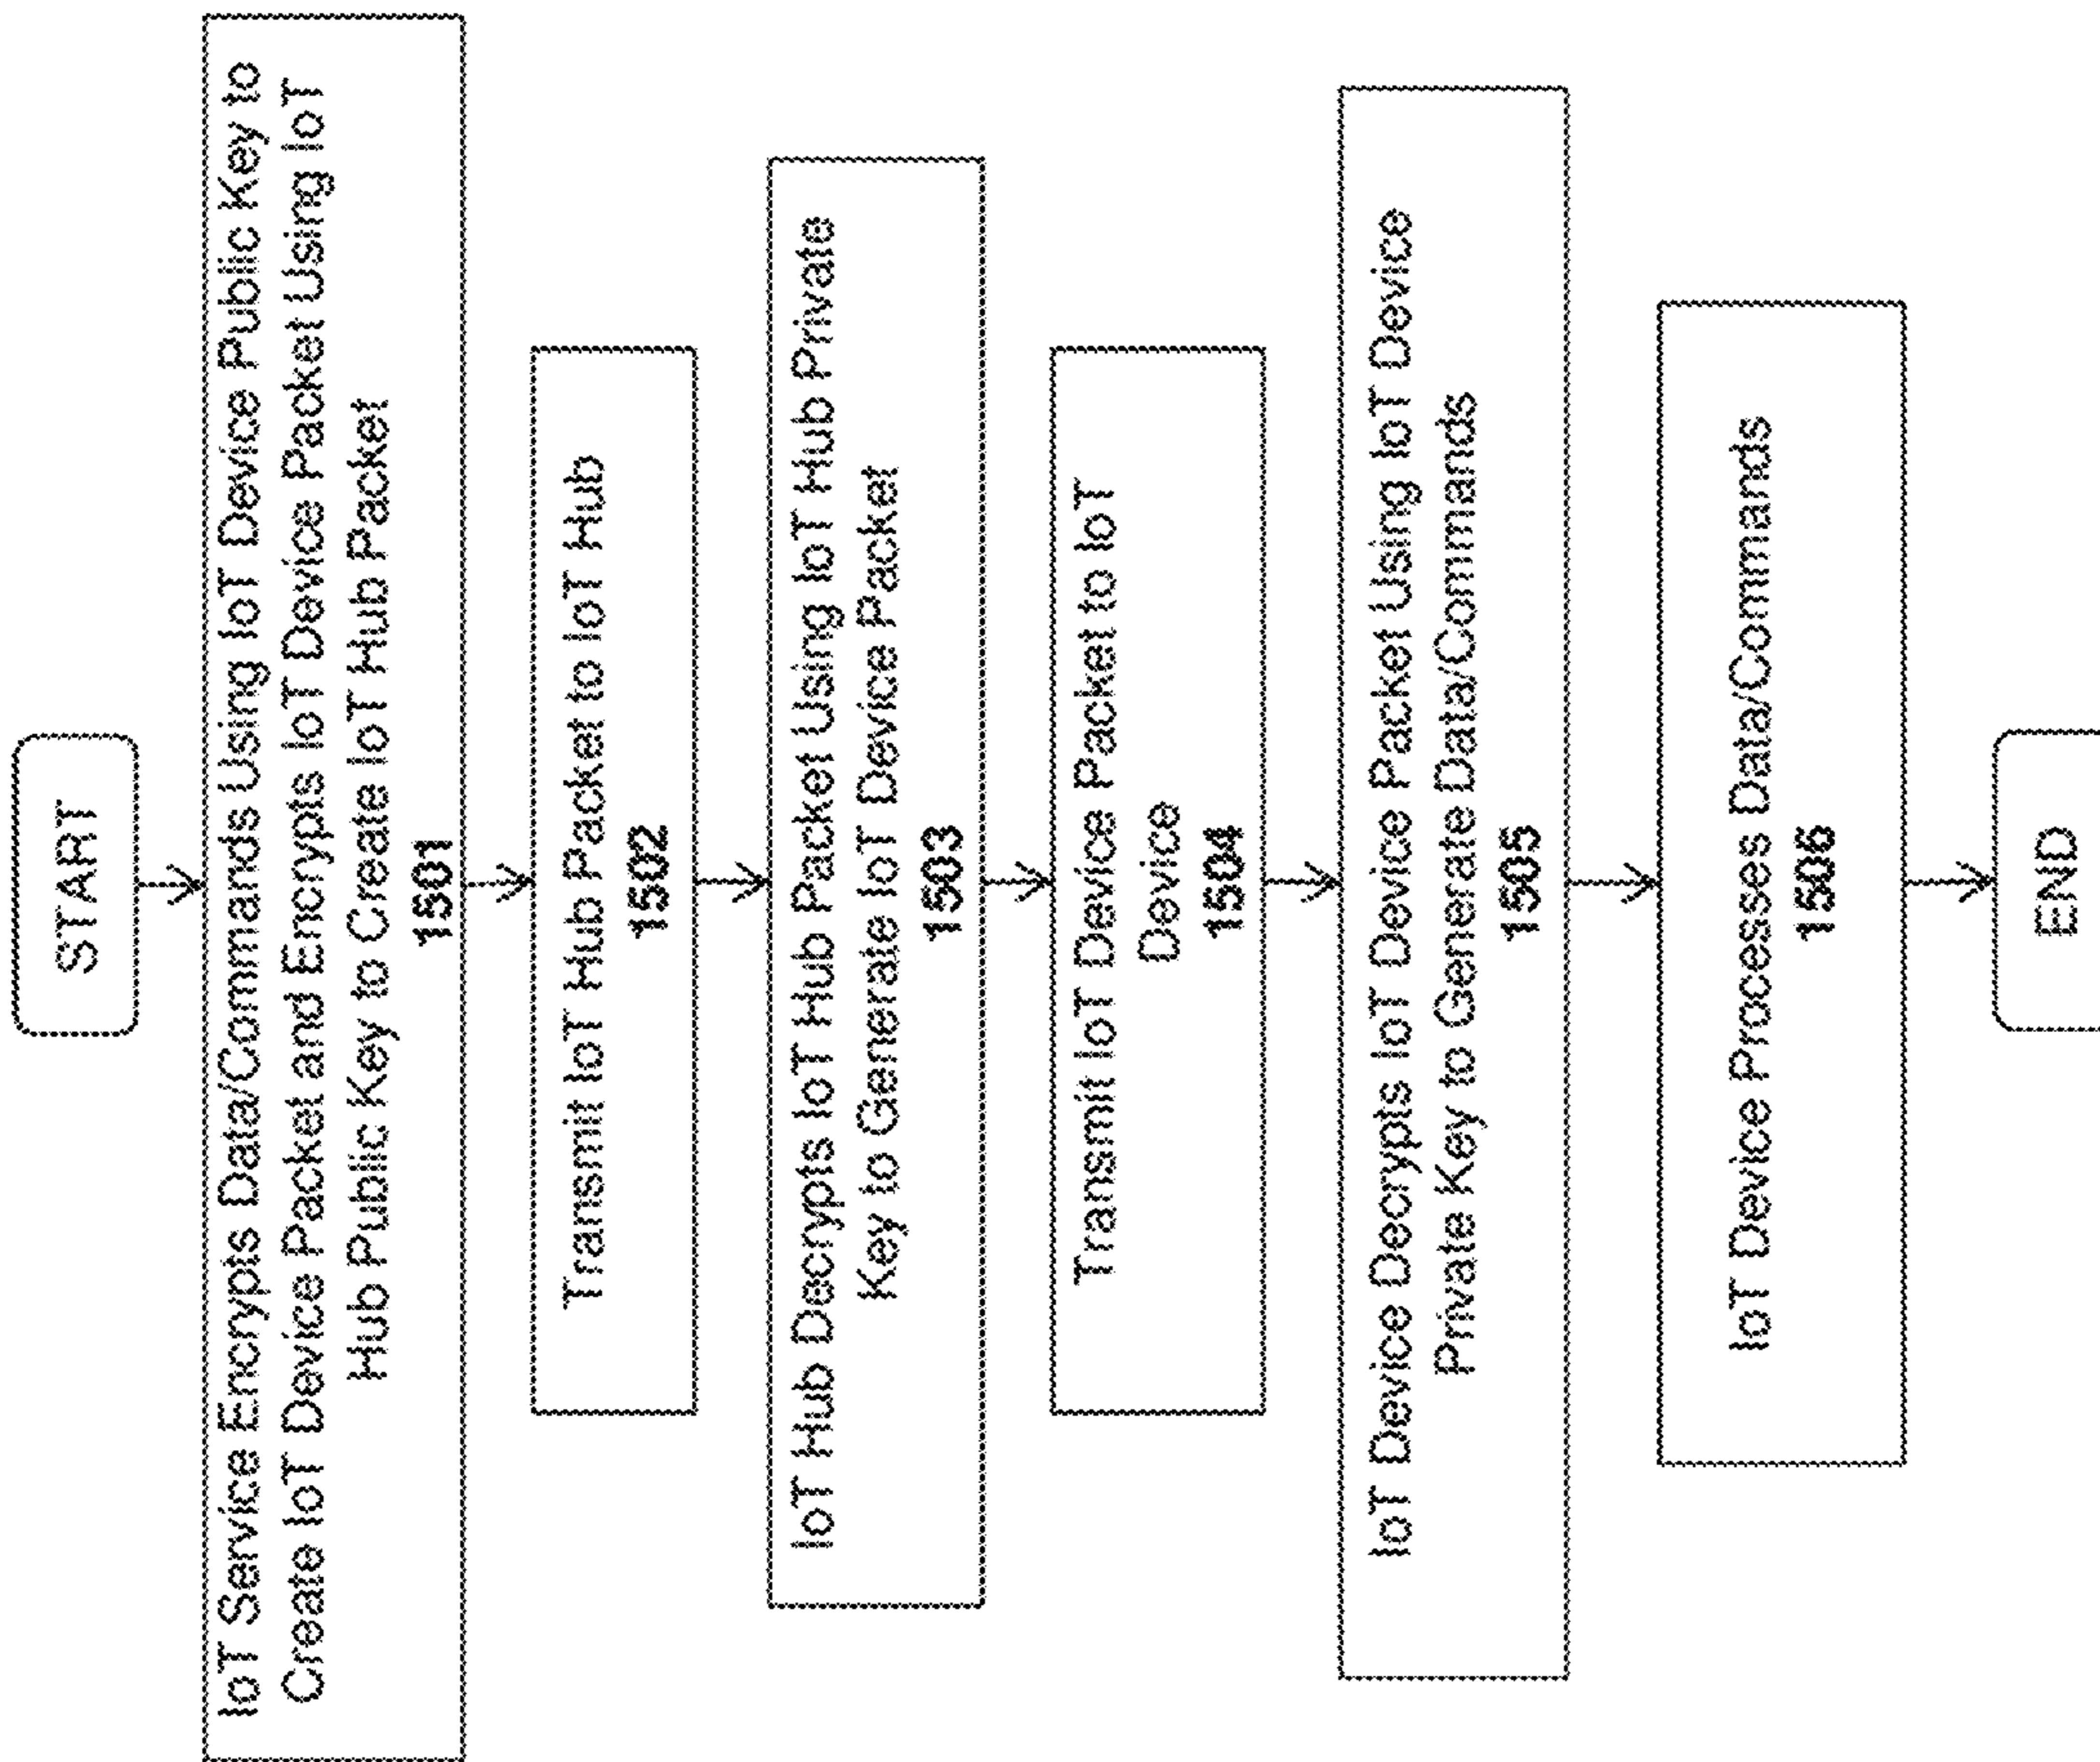 START
IoT Service Encrypts Data/Commands Using IoT Device Public Key to
Create IoT Device Packet and Encrypts IoT Device Packet Using IoT
Hub Public Key to Create IoT Hub Packet
1501
Transmit IoT Hub Packet to IoT Hub
1502
IoT Hub Decrypts IoT Hub Packet Using IoT Hub Private
Key to Generate IoT Device Packet
1503
Transmit IoT Device Packet to IoT
Device
1504
IoT Device Decrypts IoT Device Packet Using IoT Device
Private Key to Generate Data/Commands
1505
IoT Device Processes Data/Commands
1506
END